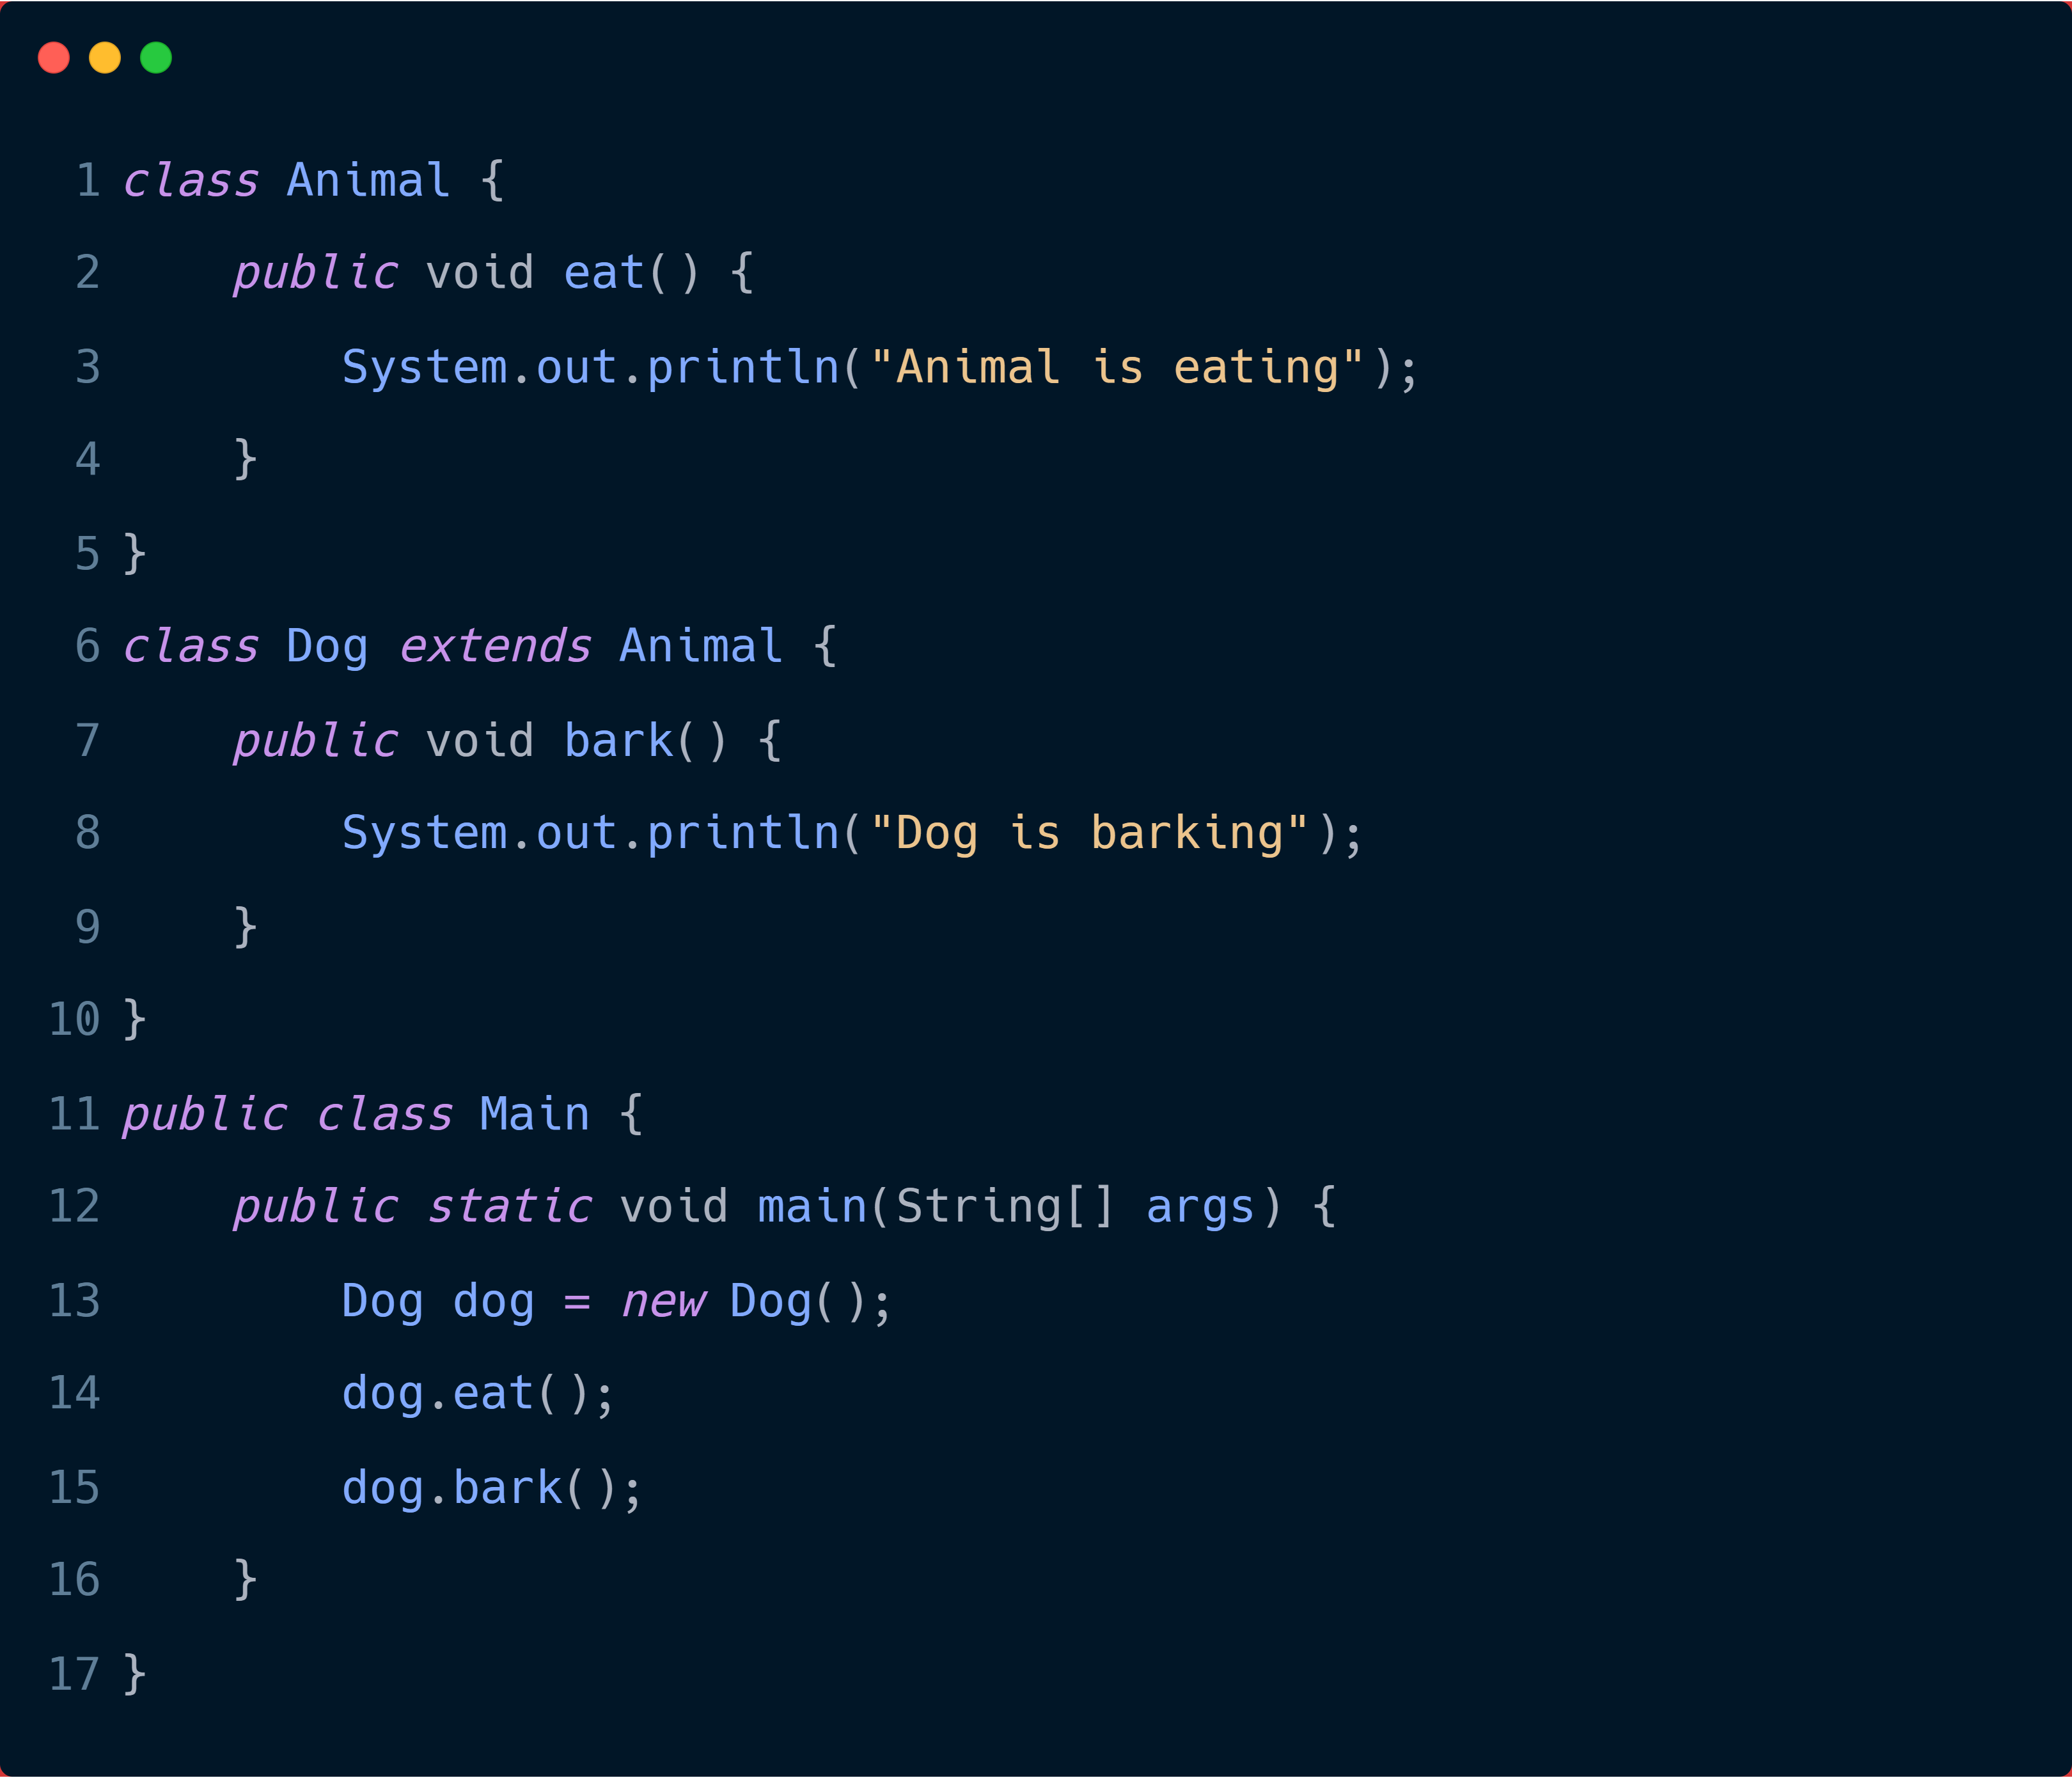 1 class Animal {
2     public void eat() {
3         System.out.println("Animal is eating");
4     }
5 }
6 class Dog extends Animal {
7     public void bark() {
8         System.out.println("Dog is barking");
9     }
10 }
11 public class Main {
12     public static void main(String[] args) {
13         Dog dog = new Dog();
14         dog.eat();
15         dog.bark();
16     }
17 }